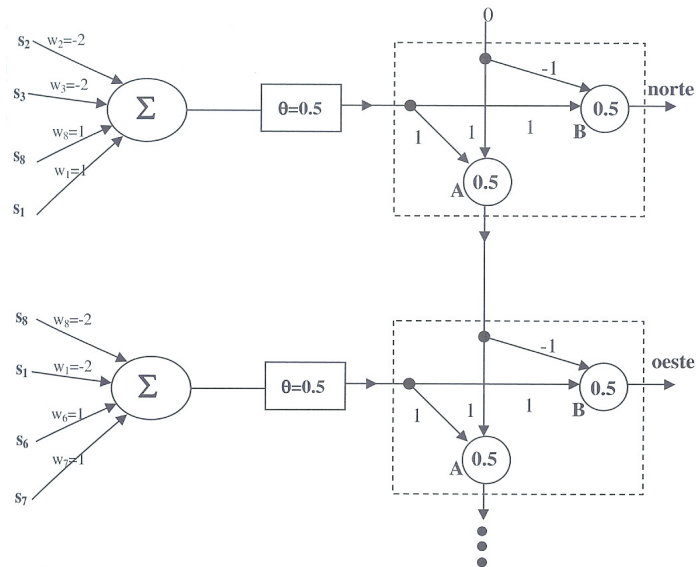 0
s₂ w₂=-2
s₃ w₃=-2
s₈ w₈=1
s₁ w₁=1
Σ
θ=0.5
-1
0.5
B
norte
1
1
1
A
0.5
s₈ w₈=-2
s₁ w₁=-2
s₆ w₆=1
s₇ w₇=1
Σ
θ=0.5
-1
0.5
B
oeste
1
1
1
A
0.5